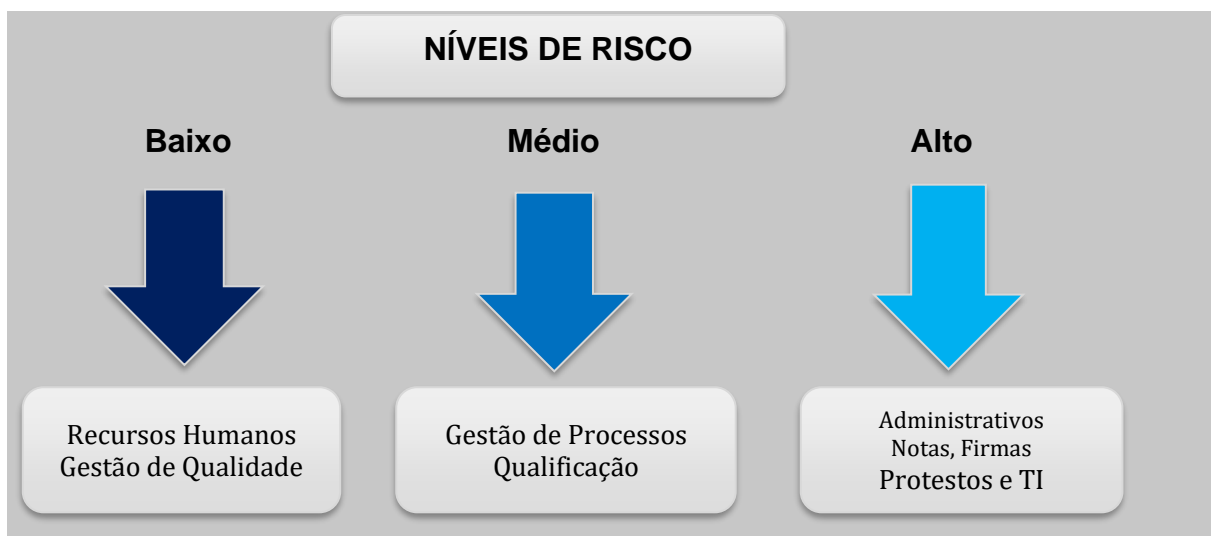 NÍVEIS DE RISCO
Baixo
Médio
Alto
Recursos Humanos
Gestão de Qualidade
Gestão de Processos
Qualificação
Administrativos
Notas, Firmas
Protestos e TI